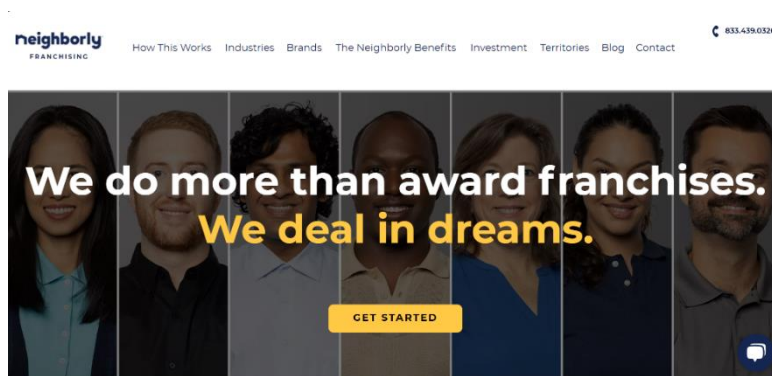 neighborly
FRANCHISING
How This Works Industries Brands The Neighborly Benefits Investment Territories Blog Contact
833.439.0320
We do more than award franchises.
We deal in dreams.
GET STARTED